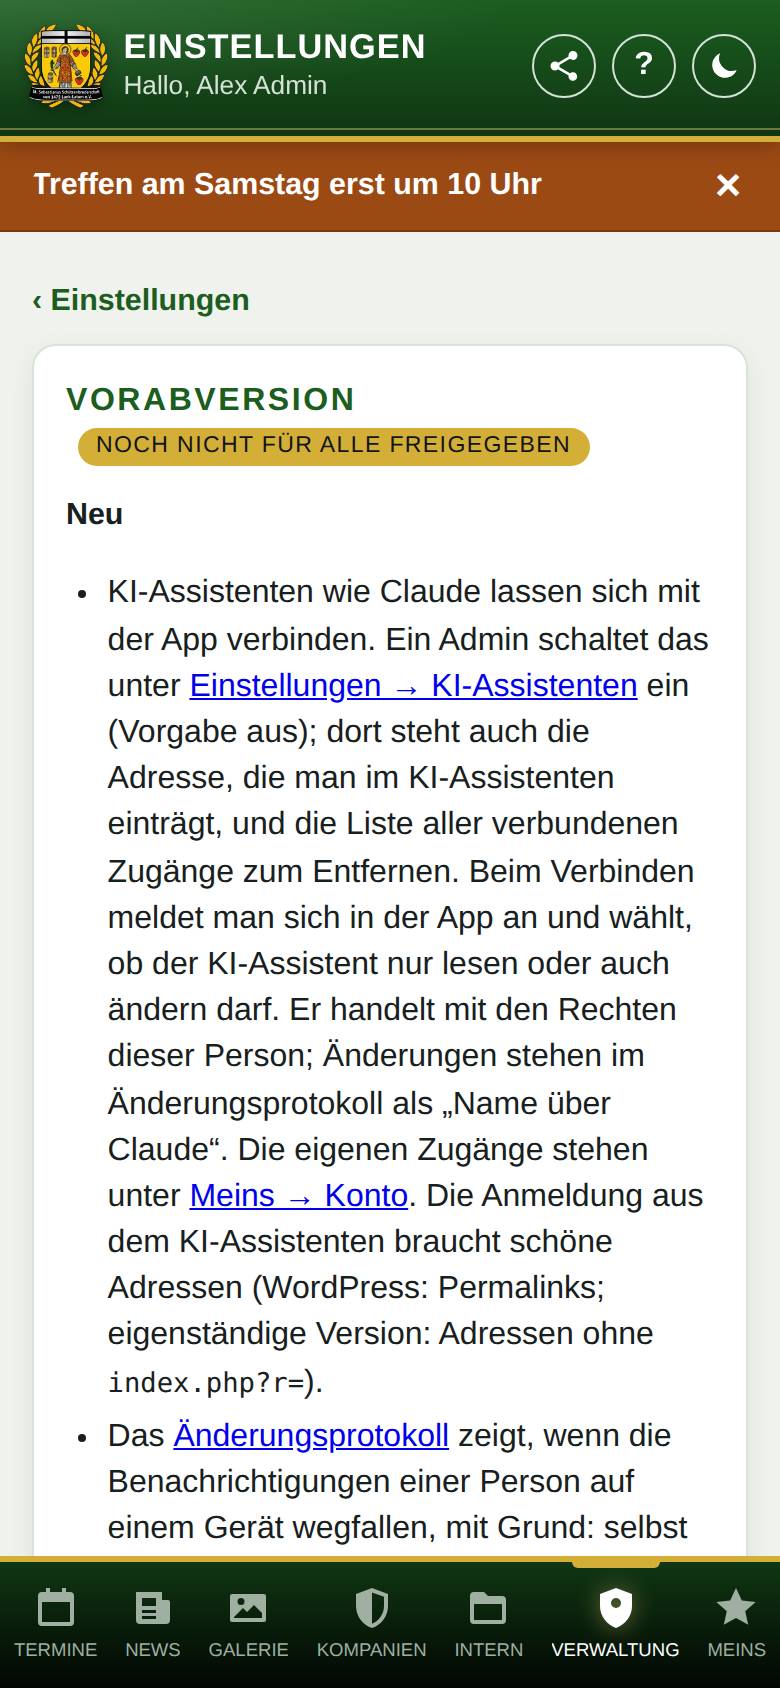 EINSTELLUNGEN
Hallo, Alex Admin
?
Treffen am Samstag erst um 10 Uhr
×
‹ Einstellungen
VORABVERSION
NOCH NICHT FÜR ALLE FREIGEGEBEN
Neu
• KI-Assistenten wie Claude lassen sich mit
der App verbinden. Ein Admin schaltet das
unter Einstellungen → KI-Assistenten ein
(Vorgabe aus); dort steht auch die
Adresse, die man im KI-Assistenten
einträgt, und die Liste aller verbundenen
Zugänge zum Entfernen. Beim Verbinden
meldet man sich in der App an und wählt,
ob der KI-Assistent nur lesen oder auch
ändern darf. Er handelt mit den Rechten
dieser Person; Änderungen stehen im
Änderungsprotokoll als „Name über
Claude“. Die eigenen Zugänge stehen
unter Meins → Konto. Die Anmeldung aus
dem KI-Assistenten braucht schöne
Adressen (WordPress: Permalinks;
eigenständige Version: Adressen ohne
index.php?r=).
• Das Änderungsprotokoll zeigt, wenn die
Benachrichtigungen einer Person auf
einem Gerät wegfallen, mit Grund: selbst
TERMINE NEWS GALERIE KOMPANIEN INTERN VERWALTUNG MEINS